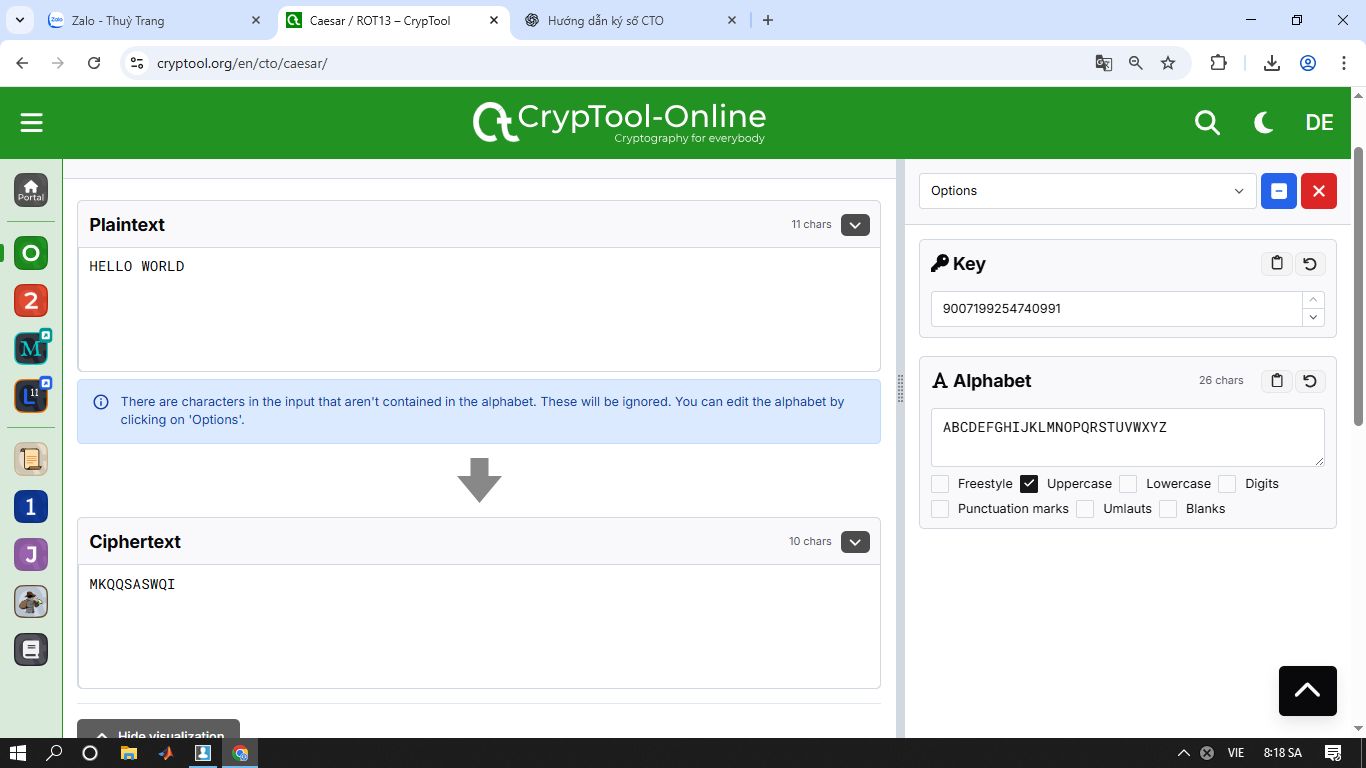 Zalo - Thuỳ Trang
Caesar / ROT13 – CrypTool
Hướng dẫn ký số CTO
cryptool.org/en/cto/caesar/
CrypTool-Online
Cryptography for everybody
DE
Portal
Plaintext
11 chars
HELLO WORLD
There are characters in the input that aren't contained in the alphabet. These will be ignored. You can edit the alphabet by
clicking on 'Options'.
Ciphertext
10 chars
MKQQSASWQI
Hide visualization
Options
Key
9007199254740991
Alphabet
26 chars
ABCDEFGHIJKLMNOPQRSTUVWXYZ
Freestyle Uppercase Lowercase Digits
Punctuation marks Umlauts Blanks
2
M
L 11
1
J
VIE
8:18 SA